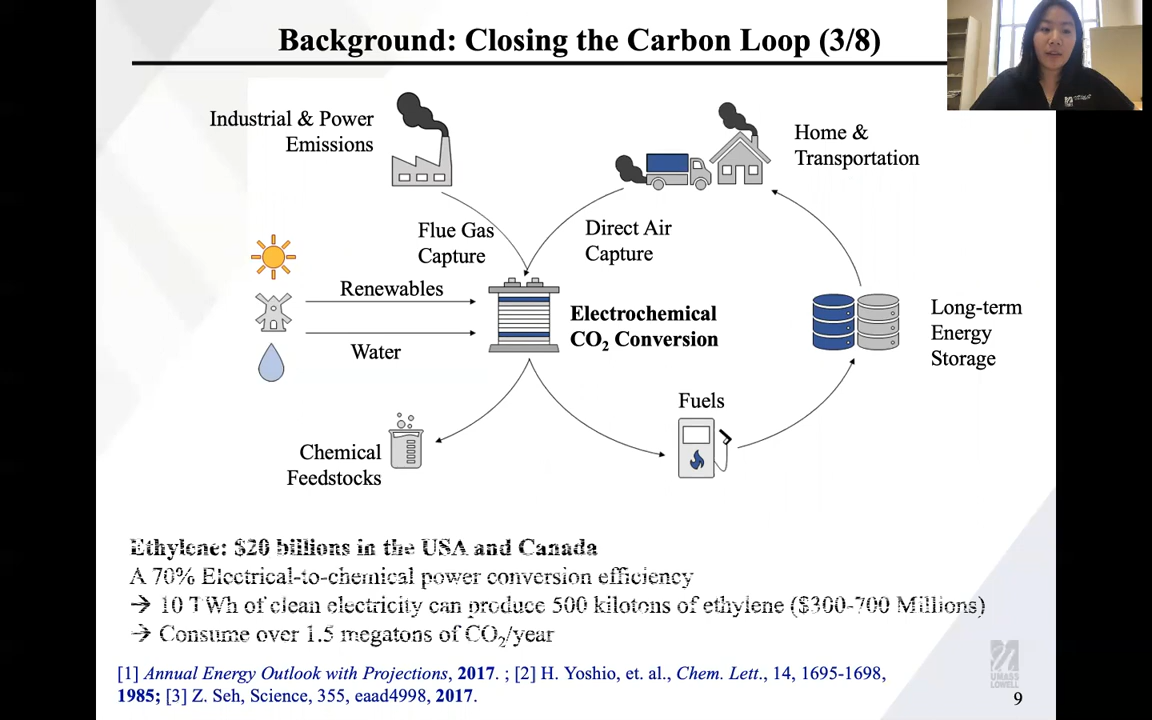 Background: Closing the Carbon Loop (3/8)
Industrial & Power
Emissions
Home &
Transportation
Flue Gas
Capture
Direct Air
Capture
Renewables
Water
Electrochemical
CO₂ Conversion
Long-term
Energy
Storage
Fuels
Chemical
Feedstocks
Ethylene: $20 billions in the USA and Canada
A 70% Electrical-to-chemical power conversion efficiency
→ 10 TWh of clean electricity can produce 500 kilotons of ethylene ($300-700 Millions)
→ Consume over 1.5 megatons of CO₂/year
[1] Annual Energy Outlook with Projections, 2017. ; [2] H. Yoshio, et. al., Chem. Lett., 14, 1695-1698,
1985; [3] Z. Seh, Science, 355, eaad4998, 2017.
UMASS
LOWELL
9